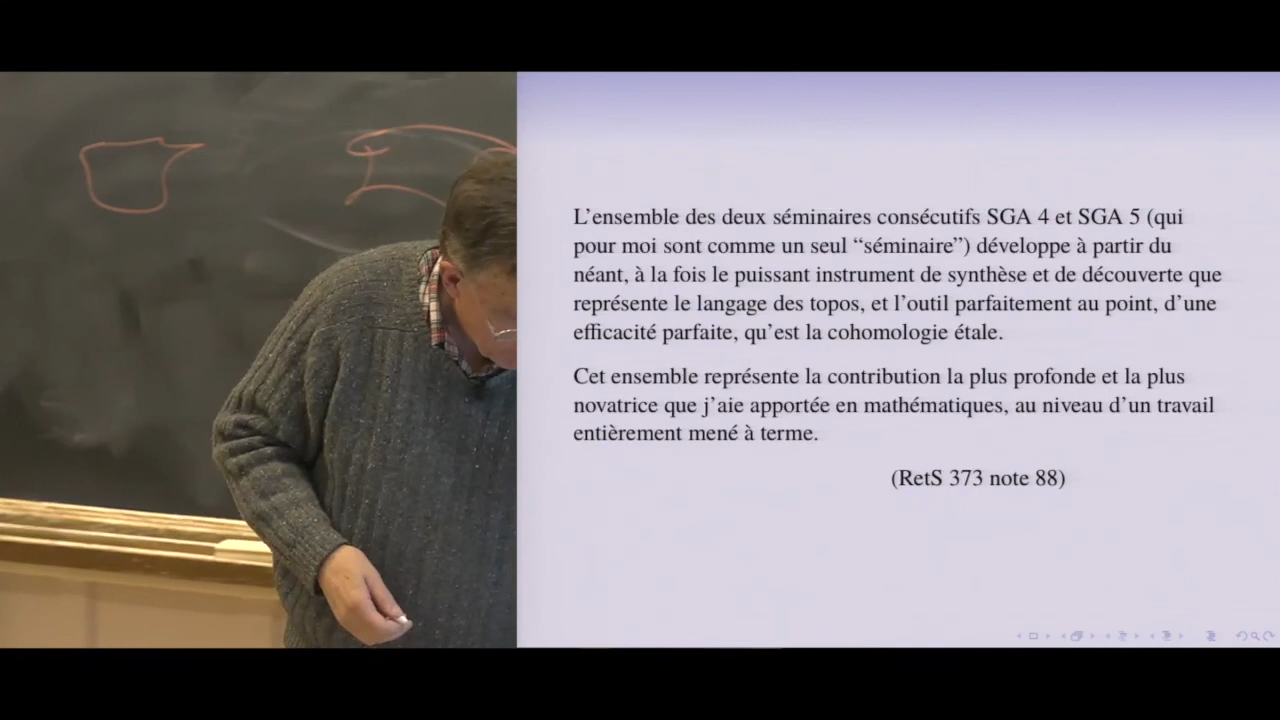 L’ensemble des deux séminaires consécutifs SGA 4 et SGA 5 (qui
pour moi sont comme un seul “séminaire”) développe à partir du
néant, à la fois le puissant instrument de synthèse et de découverte que
représente le langage des topos, et l’outil parfaitement au point, d’une
efficacité parfaite, qu’est la cohomologie étale.
Cet ensemble représente la contribution la plus profonde et la plus
novatrice que j’aie apportée en mathématiques, au niveau d’un travail
entièrement mené à terme.
(RetS 373 note 88)